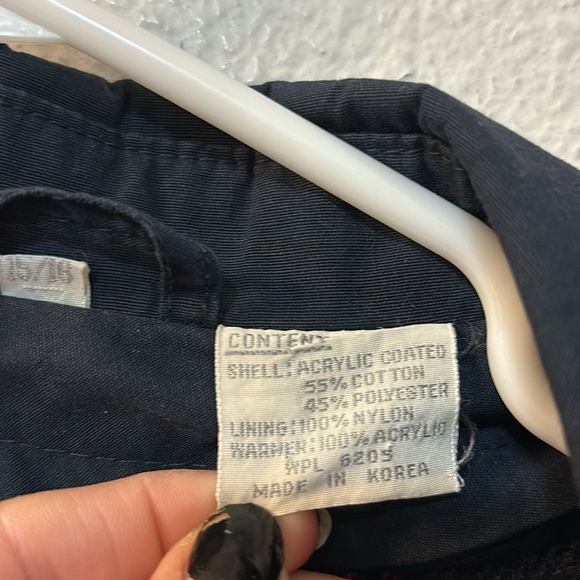 15/16
CONTENT
SHELL: ACRYLIC COATED
55% COTTON
45% POLYESTER
LINING: 100% NYLON
WARMER: 100% ACRYLIC
WPL 6205
MADE IN KOREA